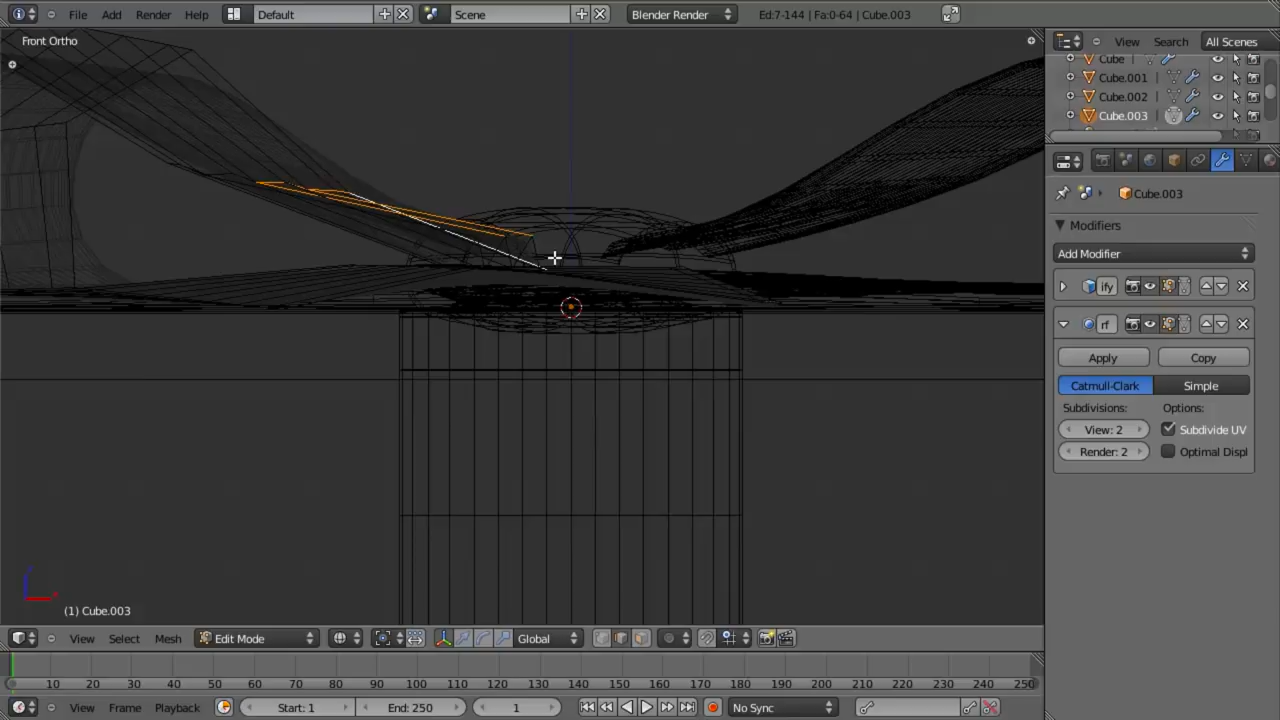 File Add Render Help Default Scene Blender Render Ed:7-144 | Fa:0-64 | Cube.003
Front Ortho
View Search All Scenes
Cube
Cube.001
Cube.002
Cube.003
Cube.003
Modifiers
Add Modifier
ify
rf
Apply Copy
Catmull-Clark Simple
Subdivisions: Options:
View: 2 Subdivide UV
Render: 2 Optimal Displ
(1) Cube.003
View Select Mesh Edit Mode Global
10 20 30 40 50 60 70 80 90 100 110 120 130 140 150 160 170 180 190 200 210 220 230 240 250
View Frame Playback Start: 1 End: 250 1 No Sync